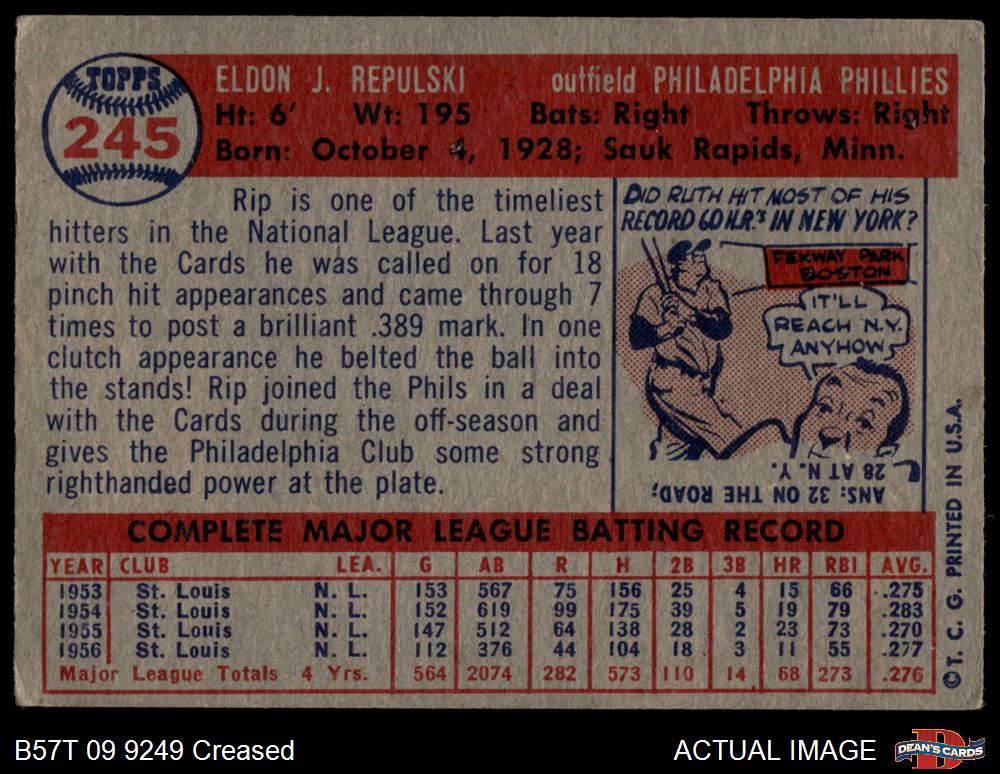 TOPPS
245
ELDON J. REPULSKI outfield PHILADELPHIA PHILLIES
Ht: 6' Wt: 195 Bats: Right Throws: Right
Born: October 4, 1928; Sauk Rapids, Minn.
Rip is one of the timeliest
hitters in the National League. Last year
with the Cards he was called on for 18
pinch hit appearances and came through 7
times to post a brilliant .389 mark. In one
clutch appearance he belted the ball into
the stands! Rip joined the Phils in a deal
with the Cards during the off-season and
gives the Philadelphia Club some strong
righthanded power at the plate.
DID RUTH HIT MOST OF HIS
RECORD 60 H.R.'S IN NEW YORK?
FENWAY PARK
BOSTON
IT'LL
REACH N.Y.
ANYHOW
ANS: 32 ON THE ROAD;
28 AT N.Y.
COMPLETE MAJOR LEAGUE BATTING RECORD
YEAR CLUB LEA. G AB R H 2B 3B HR RBI AVG.
1953 St. Louis N. L. 153 567 75 156 25 4 15 66 .275
1954 St. Louis N. L. 152 619 99 175 39 5 19 79 .283
1955 St. Louis N. L. 147 512 64 138 28 2 23 73 .270
1956 St. Louis N. L. 112 376 44 104 18 3 11 55 .277
Major League Totals 4 Yrs. 564 2074 282 573 110 14 68 273 .276
©T. C. G. PRINTED IN U.S.A.
B57T 09 9249 Creased
ACTUAL IMAGE
D
DEAN'S CARDS